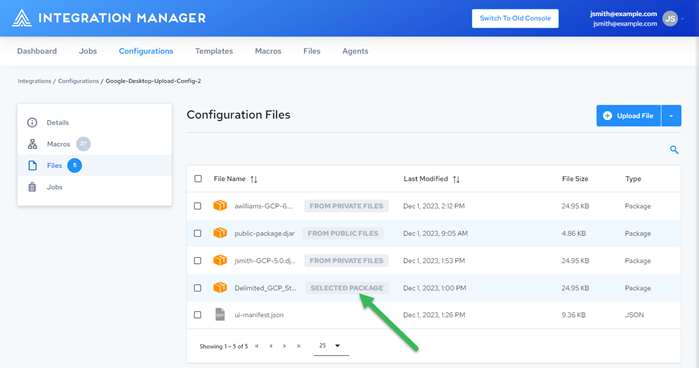 INTEGRATION MANAGER
Switch To Old Console
jsmith@example.com
jsmith@example.com
JS
Dashboard Jobs Configurations Templates Macros Files Agents
Integrations / Configurations / Google-Desktop-Upload-Config-2
Details
Macros 27
Files 5
Jobs
Configuration Files
Upload File
File Name Last Modified File Size Type
awilliams-GCP-6.... FROM PRIVATE FILES Dec 1, 2023, 2:12 PM 24.95 KB Package
public-package.djar FROM PUBLIC FILES Dec 1, 2023, 9:05 AM 4.86 KB Package
jsmith-GCP-5.0.dj... FROM PRIVATE FILES Dec 1, 2023, 1:53 PM 24.95 KB Package
Delimited_GCP_St... SELECTED PACKAGE Dec 1, 2023, 1:00 PM 24.95 KB Package
ui-manifest.json Dec 1, 2023, 1:26 PM 9.36 KB JSON
Showing 1 – 5 of 5 25